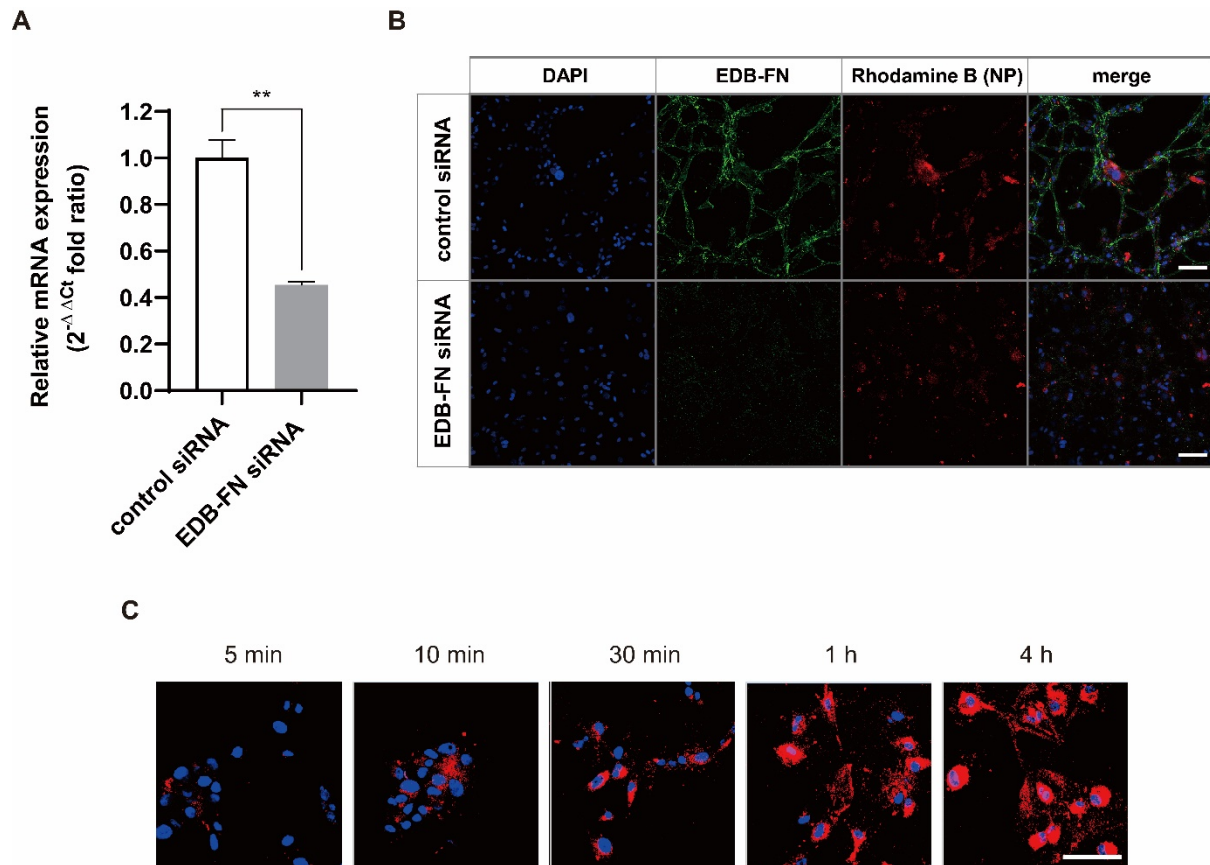 A
Relative mRNA expression
(2-ΔΔCt fold ratio)
**
1.2
1.0
0.8
0.6
0.4
0.2
0.0
control siRNA
EDB-FN siRNA
B
DAPI EDB-FN Rhodamine B (NP) merge
control siRNA
EDB-FN siRNA
C
5 min 10 min 30 min 1 h 4 h